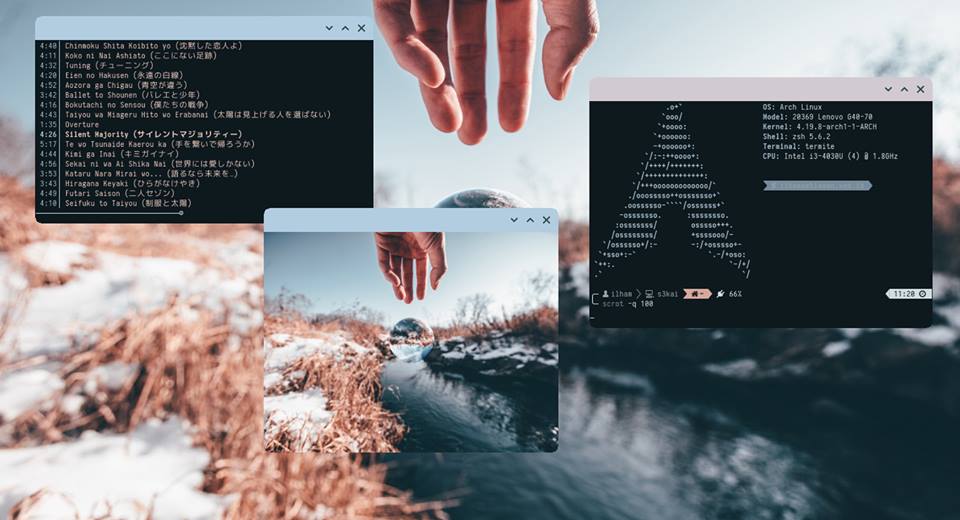 4:40 Chinmoku Shita Koibito yo (沈黙した恋人よ)
4:11 Koko ni Nai Ashiato (ここにない足跡)
4:32 Tuning (チューニング)
4:20 Eien no Hakusen (永遠の白線)
4:52 Aozora ga Chigau (青空が違う)
3:42 Ballet to Shounen (バレエと少年)
4:16 Bokutachi no Sensou (僕たちの戦争)
4:43 Taiyou wa Miageru Hito wo Erabanai (太陽は見上げる人を選ばない)
1:35 Overture
4:26 Silent Majority (サイレントマジョリティー)
5:17 Te wo Tsunaide Kaerou ka (手を繋いで帰ろうか)
4:44 Kimi ga Inai (キミガイナイ)
4:56 Sekai ni wa Ai Shika Nai (世界には愛しかない)
3:53 Kataru Nara Mirai wo... (語るなら未来を…)
3:43 Hiragana Keyaki (ひらがなけやき)
4:49 Futari Saison (二人セゾン)
4:10 Seifuku to Taiyou (制服と太陽)
OS: Arch Linux
Model: 20369 Lenovo G40-70
Kernel: 4.19.8-arch1-1-ARCH
Shell: zsh 5.6.2
Terminal: termite
CPU: Intel i3-4030U (4) @ 1.8GHz
ilham s3kai ~ 66% 11:20
scrot -q 100